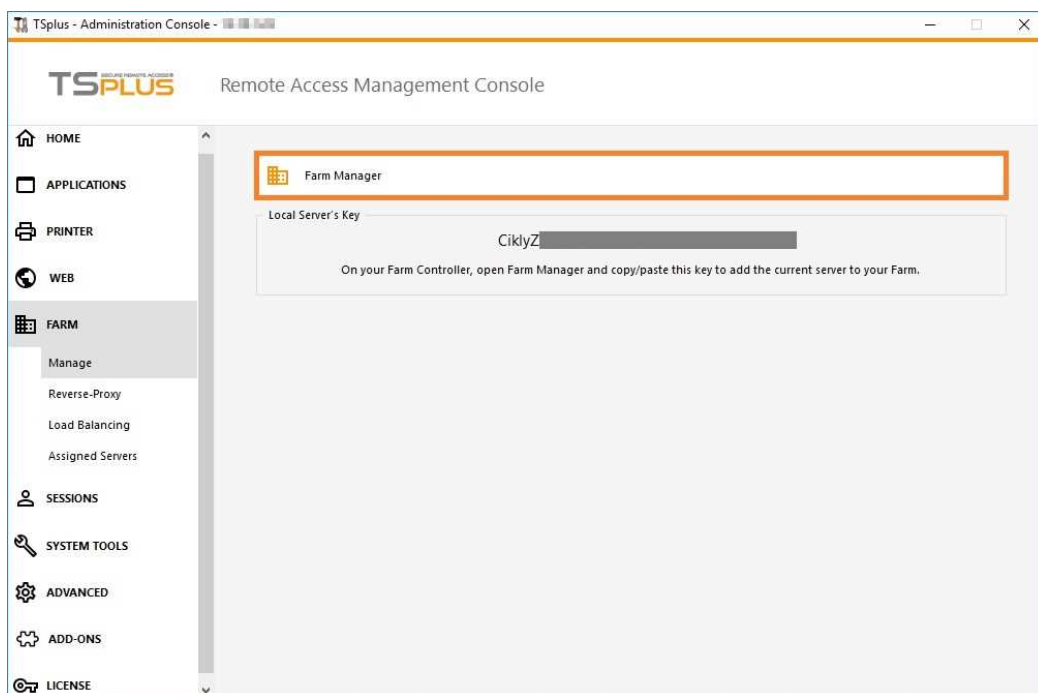 TSplus - Administration Console -
TSPLUS
SECURE REMOTE ACCESS
Remote Access Management Console
HOME
APPLICATIONS
PRINTER
WEB
FARM
Manage
Reverse-Proxy
Load Balancing
Assigned Servers
SESSIONS
SYSTEM TOOLS
ADVANCED
ADD-ONS
LICENSE
Farm Manager
Local Server's Key
CiklyZ
On your Farm Controller, open Farm Manager and copy/paste this key to add the current server to your Farm.